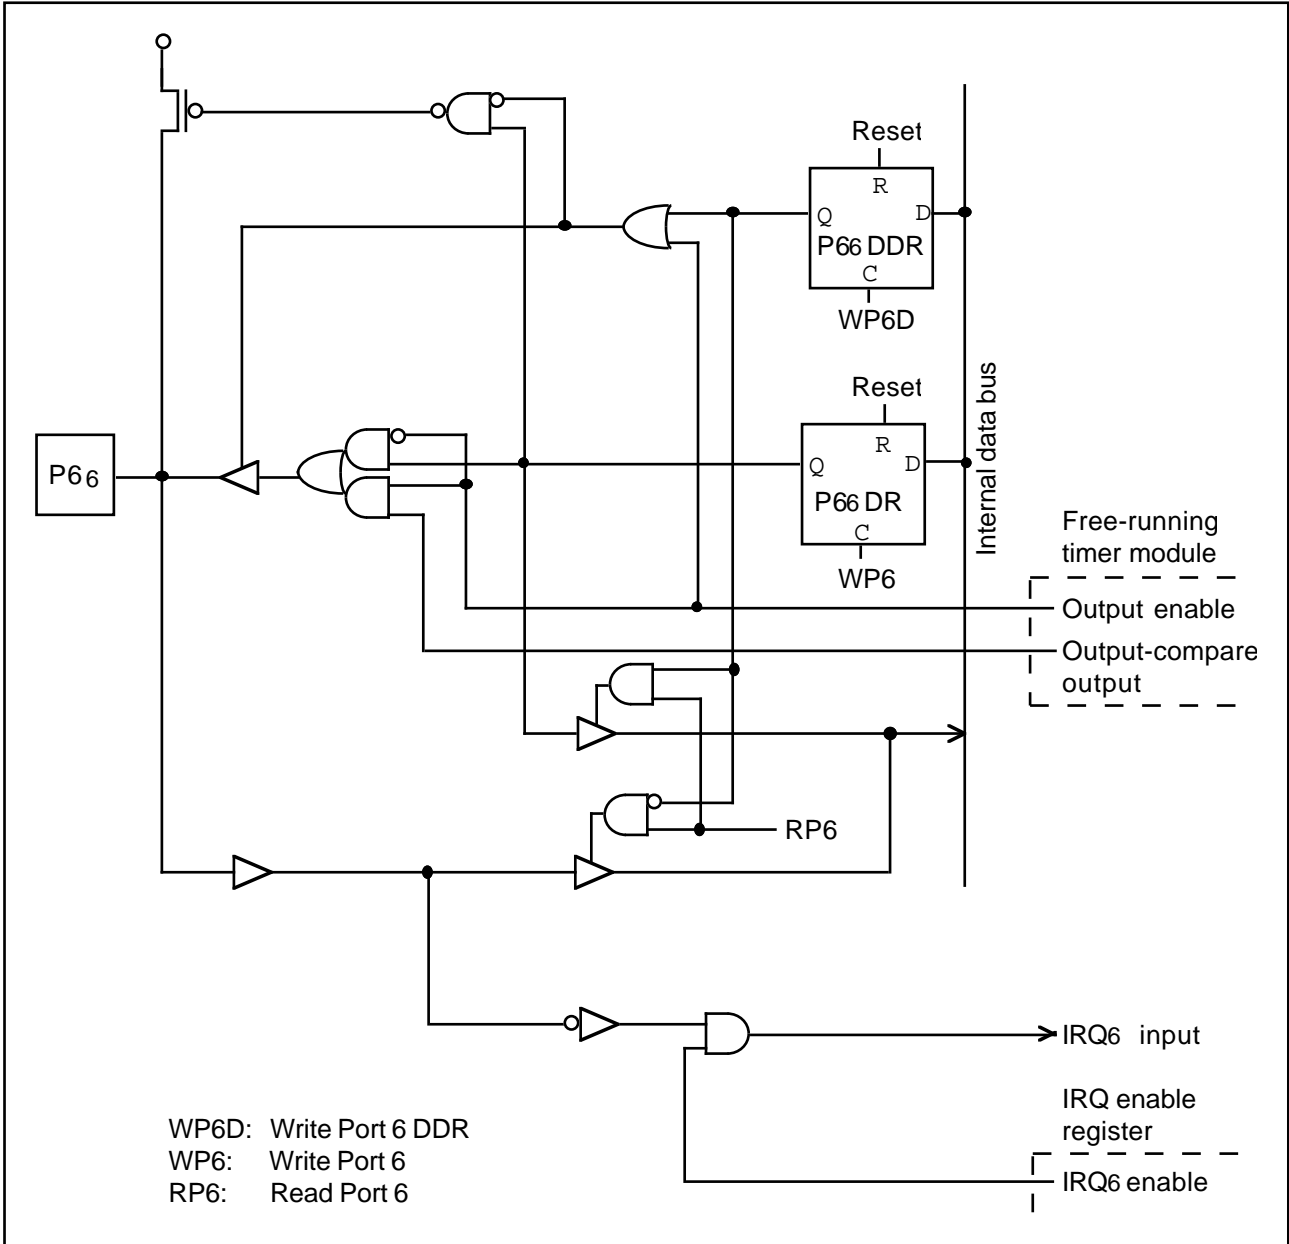 Reset
R
Q
D
P66 DDR
C
WP6D
Reset
R
Q
D
P66 DR
C
WP6
Internal data bus
P66
Free-running
timer module
Output enable
Output-compare
output
RP6
IRQ6 input
IRQ enable
register
IRQ6 enable
WP6D: Write Port 6 DDR
WP6: Write Port 6
RP6: Read Port 6